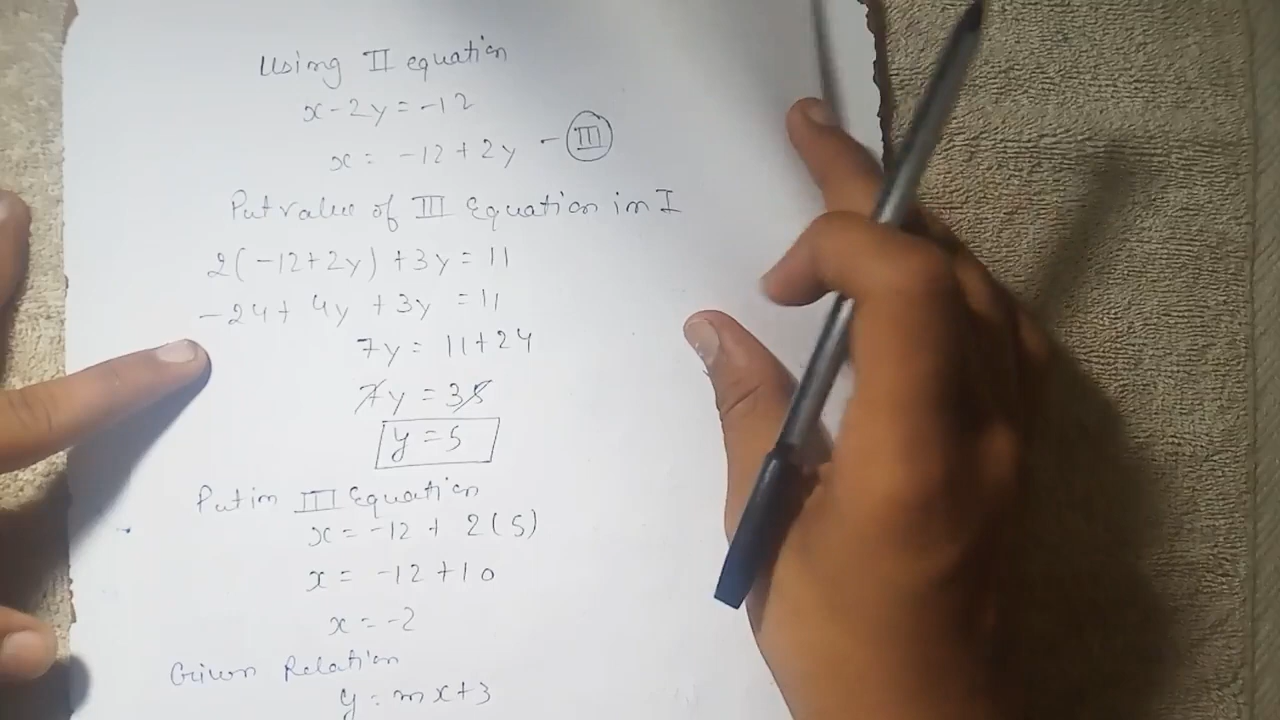 Using II equation
x-2y = -12
x = -12+2y - III
Put value of III Equation in I
2(-12+2y) +3y = 11
-24+ 4y +3y = 11
7y = 11+24
7y = 35
y = 5
Put in III Equation
x = -12 + 2(5)
x = -12 +10
x = -2
Given Relation
y = mx+3